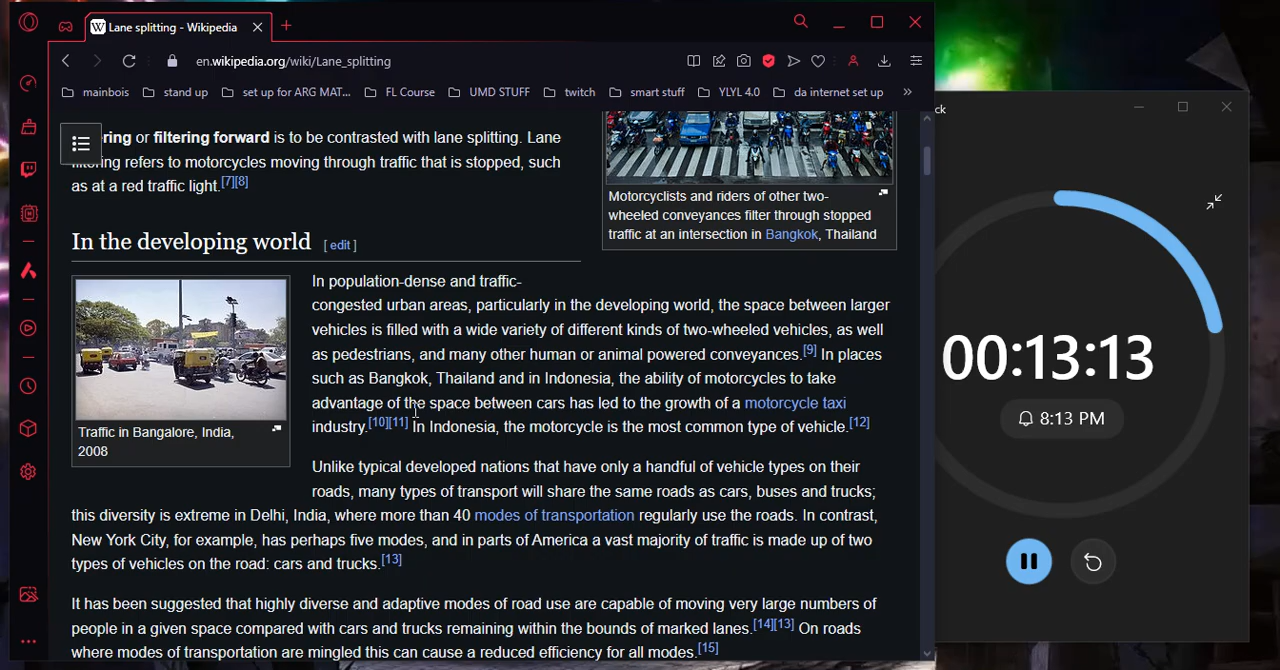 Lane splitting - Wikipedia
en.wikipedia.org/wiki/Lane_splitting
mainbois stand up set up for ARG MAT... FL Course UMD STUFF twitch smart stuff YLYL 4.0 da internet set up »
ck
ering or filtering forward is to be contrasted with lane splitting. Lane
filtering refers to motorcycles moving through traffic that is stopped, such
as at a red traffic light.[7][8]
Motorcyclists and riders of other two-
wheeled conveyances filter through stopped
traffic at an intersection in Bangkok, Thailand
In the developing world [ edit ]
Traffic in Bangalore, India,
2008
In population-dense and traffic-
congested urban areas, particularly in the developing world, the space between larger
vehicles is filled with a wide variety of different kinds of two-wheeled vehicles, as well
as pedestrians, and many other human or animal powered conveyances.[9] In places
such as Bangkok, Thailand and in Indonesia, the ability of motorcycles to take
advantage of the space between cars has led to the growth of a motorcycle taxi
industry.[10][11] In Indonesia, the motorcycle is the most common type of vehicle.[12]
Unlike typical developed nations that have only a handful of vehicle types on their
roads, many types of transport will share the same roads as cars, buses and trucks;
this diversity is extreme in Delhi, India, where more than 40 modes of transportation regularly use the roads. In contrast,
New York City, for example, has perhaps five modes, and in parts of America a vast majority of traffic is made up of two
types of vehicles on the road: cars and trucks.[13]
It has been suggested that highly diverse and adaptive modes of road use are capable of moving very large numbers of
people in a given space compared with cars and trucks remaining within the bounds of marked lanes.[14][13] On roads
where modes of transportation are mingled this can cause a reduced efficiency for all modes.[15]
00:13:13
8:13 PM